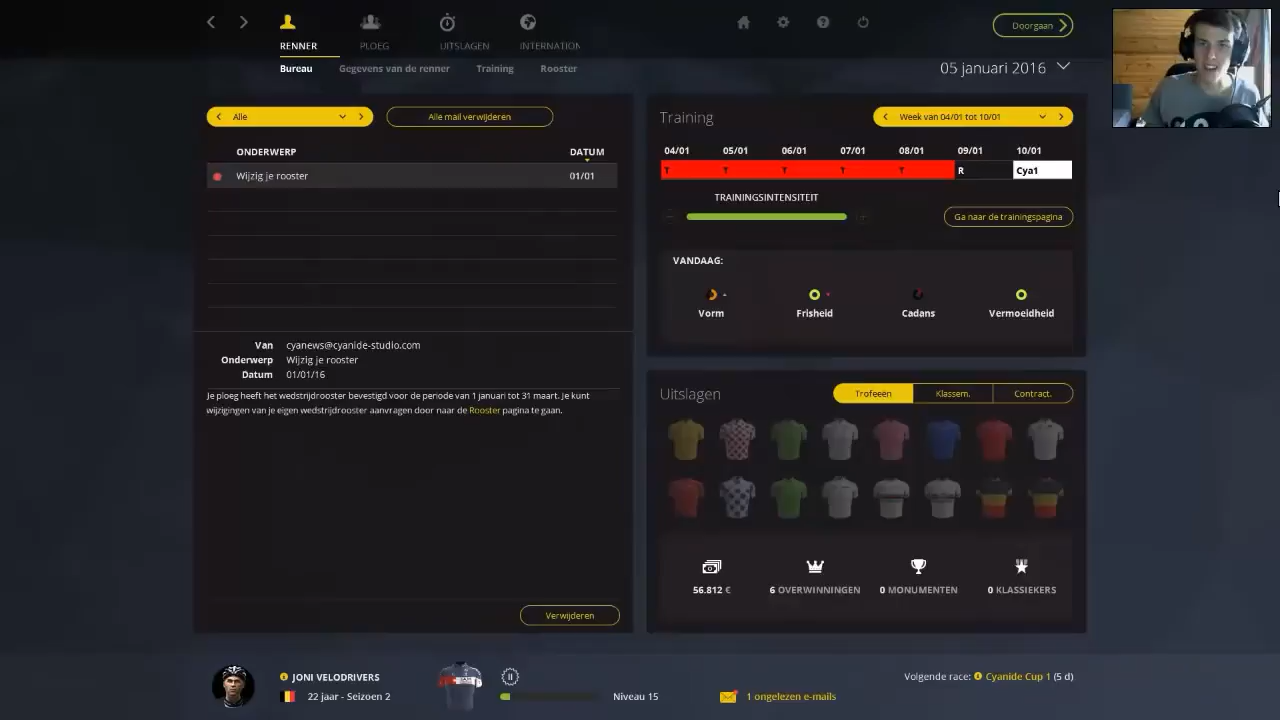 Doorgaan
RENNER PLOEG UITSLAGEN INTERNATION
Bureau Gegevens van de renner Training Rooster
05 januari 2016
Alle
Alle mail verwijderen
ONDERWERP DATUM
Wijzig je rooster 01/01
Van cyanews@cyanide-studio.com
Onderwerp Wijzig je rooster
Datum 01/01/16
Je ploeg heeft het wedstrijdrooster bevestigd voor de periode van 1 januari tot 31 maart. Je kunt
wijzigingen van je eigen wedstrijdrooster aanvragen door naar de Rooster pagina te gaan.
Verwijderen
Training
Week van 04/01 tot 10/01
04/01 05/01 06/01 07/01 08/01 09/01 10/01
T T T T T R Cya1
TRAININGSINTENSITEIT
Ga naar de trainingspagina
VANDAAG:
Vorm Frisheid Cadans Vermoeidheid
Uitslagen
Trofeeën Klassem. Contract.
56.812 € 6 OVERWINNINGEN 0 MONUMENTEN 0 KLASSIEKERS
JONI VELODRIVERS
22 jaar - Seizoen 2
Niveau 15
1 ongelezen e-mails
Volgende race: Cyanide Cup 1 (5 d)